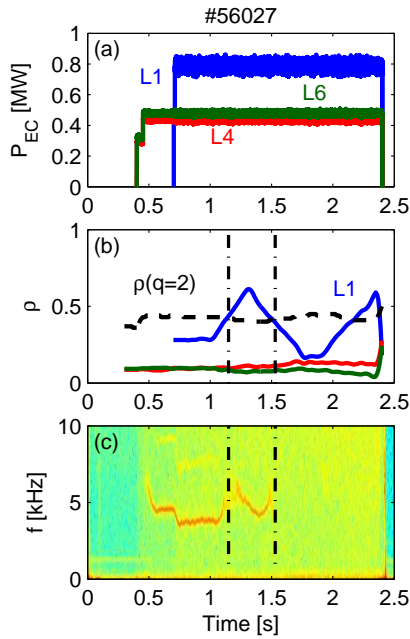 #56027
(a)
P_EC [MW]
1
0.8
0.6
0.4
0.2
0
L1
L6
L4
0 0.5 1 1.5 2 2.5
(b)
ρ
1
0.5
0
ρ(q=2)
L1
0 0.5 1 1.5 2 2.5
(c)
f [kHz]
10
5
0
0 0.5 1 1.5 2 2.5
Time [s]